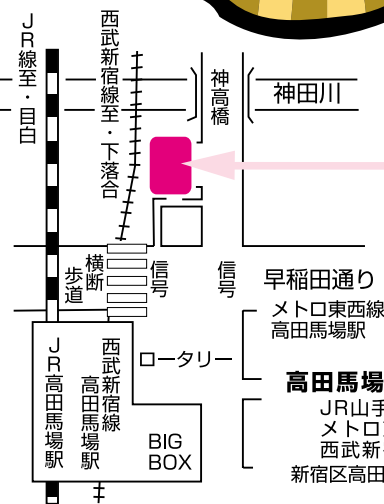 JR線至・目白
西武新宿線至・下落合
神高橋
神田川
横断
歩道
信号
信号
早稲田通り
メトロ東西線
高田馬場駅
ロータリー
JR高田馬場駅
西武新宿線
高田馬場駅
BIG
BOX
高田馬場
JR山手
メトロ
西武新
新宿区高田